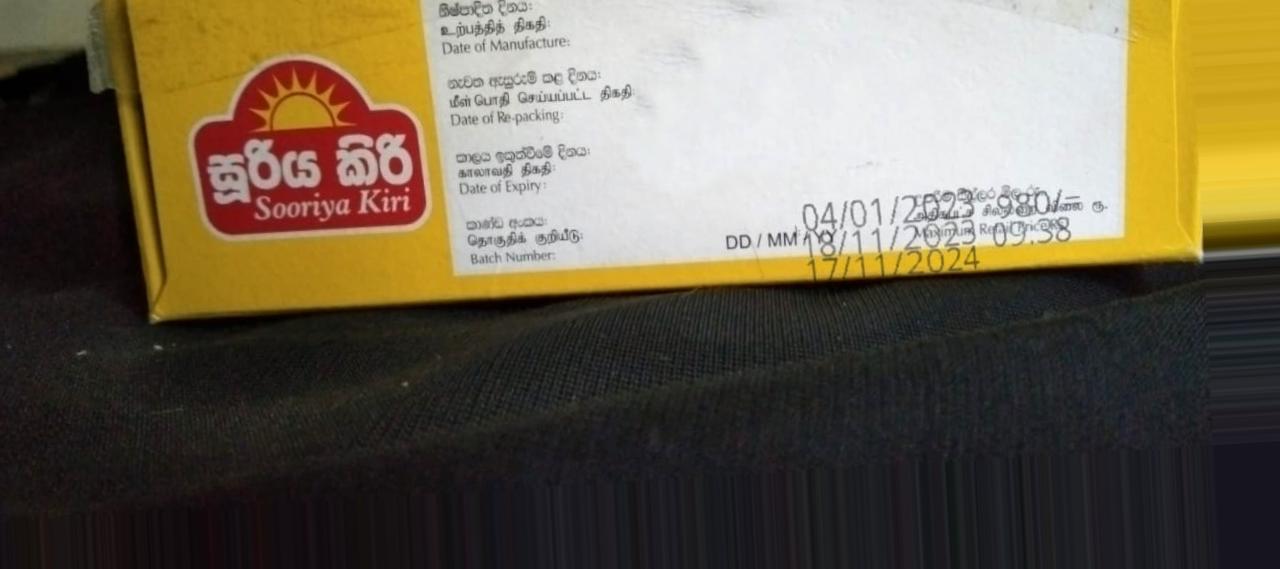 නිෂ්පාදිත දිනය:
உற்பத்தித் திகதி:
Date of Manufacture:
නැවත ඇසුරුම් කළ දිනය:
மீள் பொதி செய்யப்பட்ட திகதி:
Date of Re-packing:
කාලය ඉකුත්වීමේ දිනය:
காலாவதி திகதி:
Date of Expiry:
කාණ්ඩ අංකය:
தொகுதிக் குறியீடு:
Batch Number:
සූරිය කිරි
Sooriya Kiri
04/01/2023 980/=
DD / MM / YY
18/11/2023 09.38
17/11/2024
Maximum Retail Price